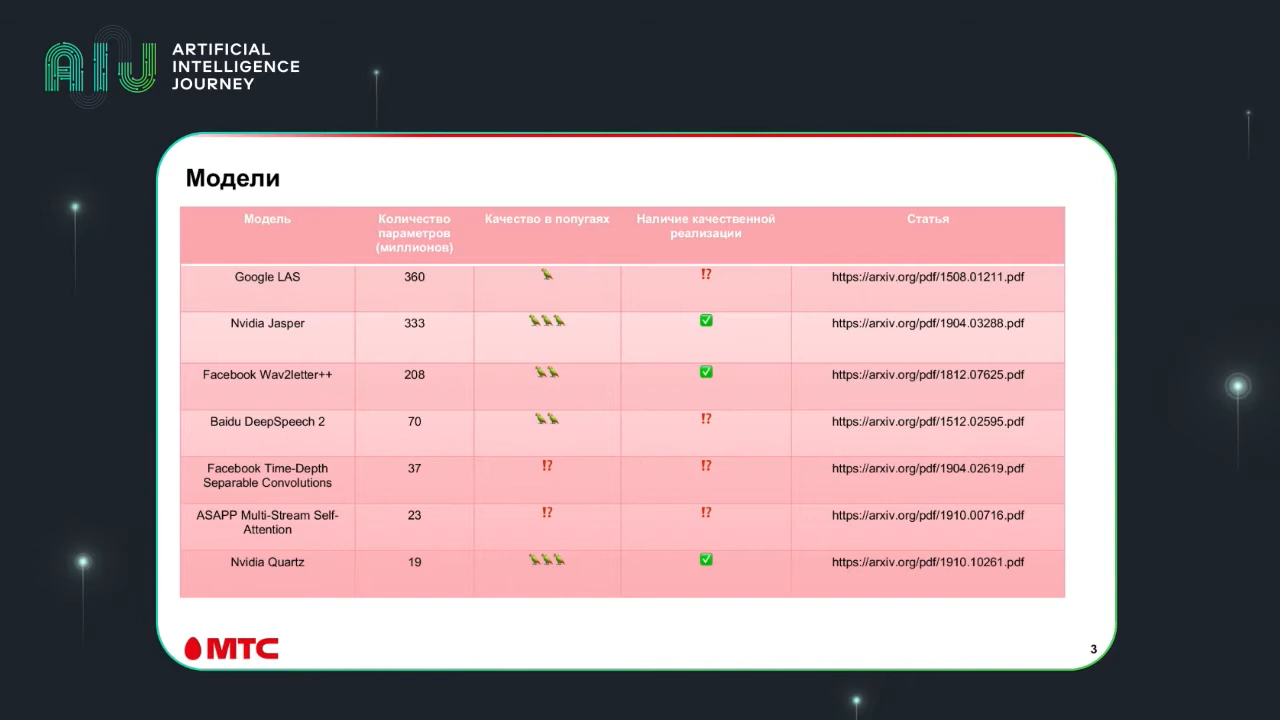 ARTIFICIAL
INTELLIGENCE
JOURNEY
Модели
Модель
Количество
параметров
(миллионов)
Качество в попугаях
Наличие качественной
реализации
Статья
Google LAS
360
⁉
https://arxiv.org/pdf/1508.01211.pdf
Nvidia Jasper
333
https://arxiv.org/pdf/1904.03288.pdf
Facebook Wav2letter++
208
https://arxiv.org/pdf/1812.07625.pdf
Baidu DeepSpeech 2
70
⁉
https://arxiv.org/pdf/1512.02595.pdf
Facebook Time-Depth
Separable Convolutions
37
⁉
⁉
https://arxiv.org/pdf/1904.02619.pdf
ASAPP Multi-Stream Self-
Attention
23
⁉
⁉
https://arxiv.org/pdf/1910.00716.pdf
Nvidia Quartz
19
https://arxiv.org/pdf/1910.10261.pdf
МТС
3